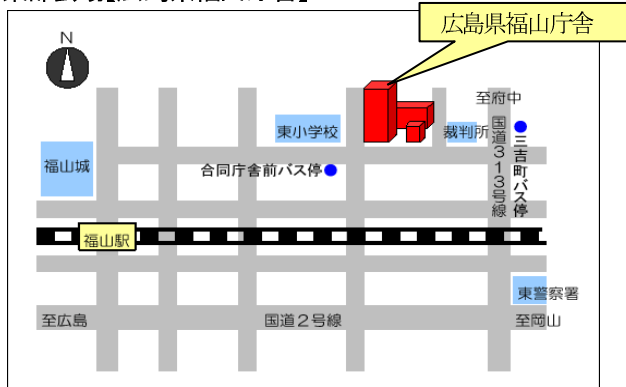 広島県福山庁舎
N
至府中
東小学校
裁判所
国道313号線
三吉町バス停
福山城
合同庁舎前バス停
福山駅
東警察署
至広島
国道2号線
至岡山